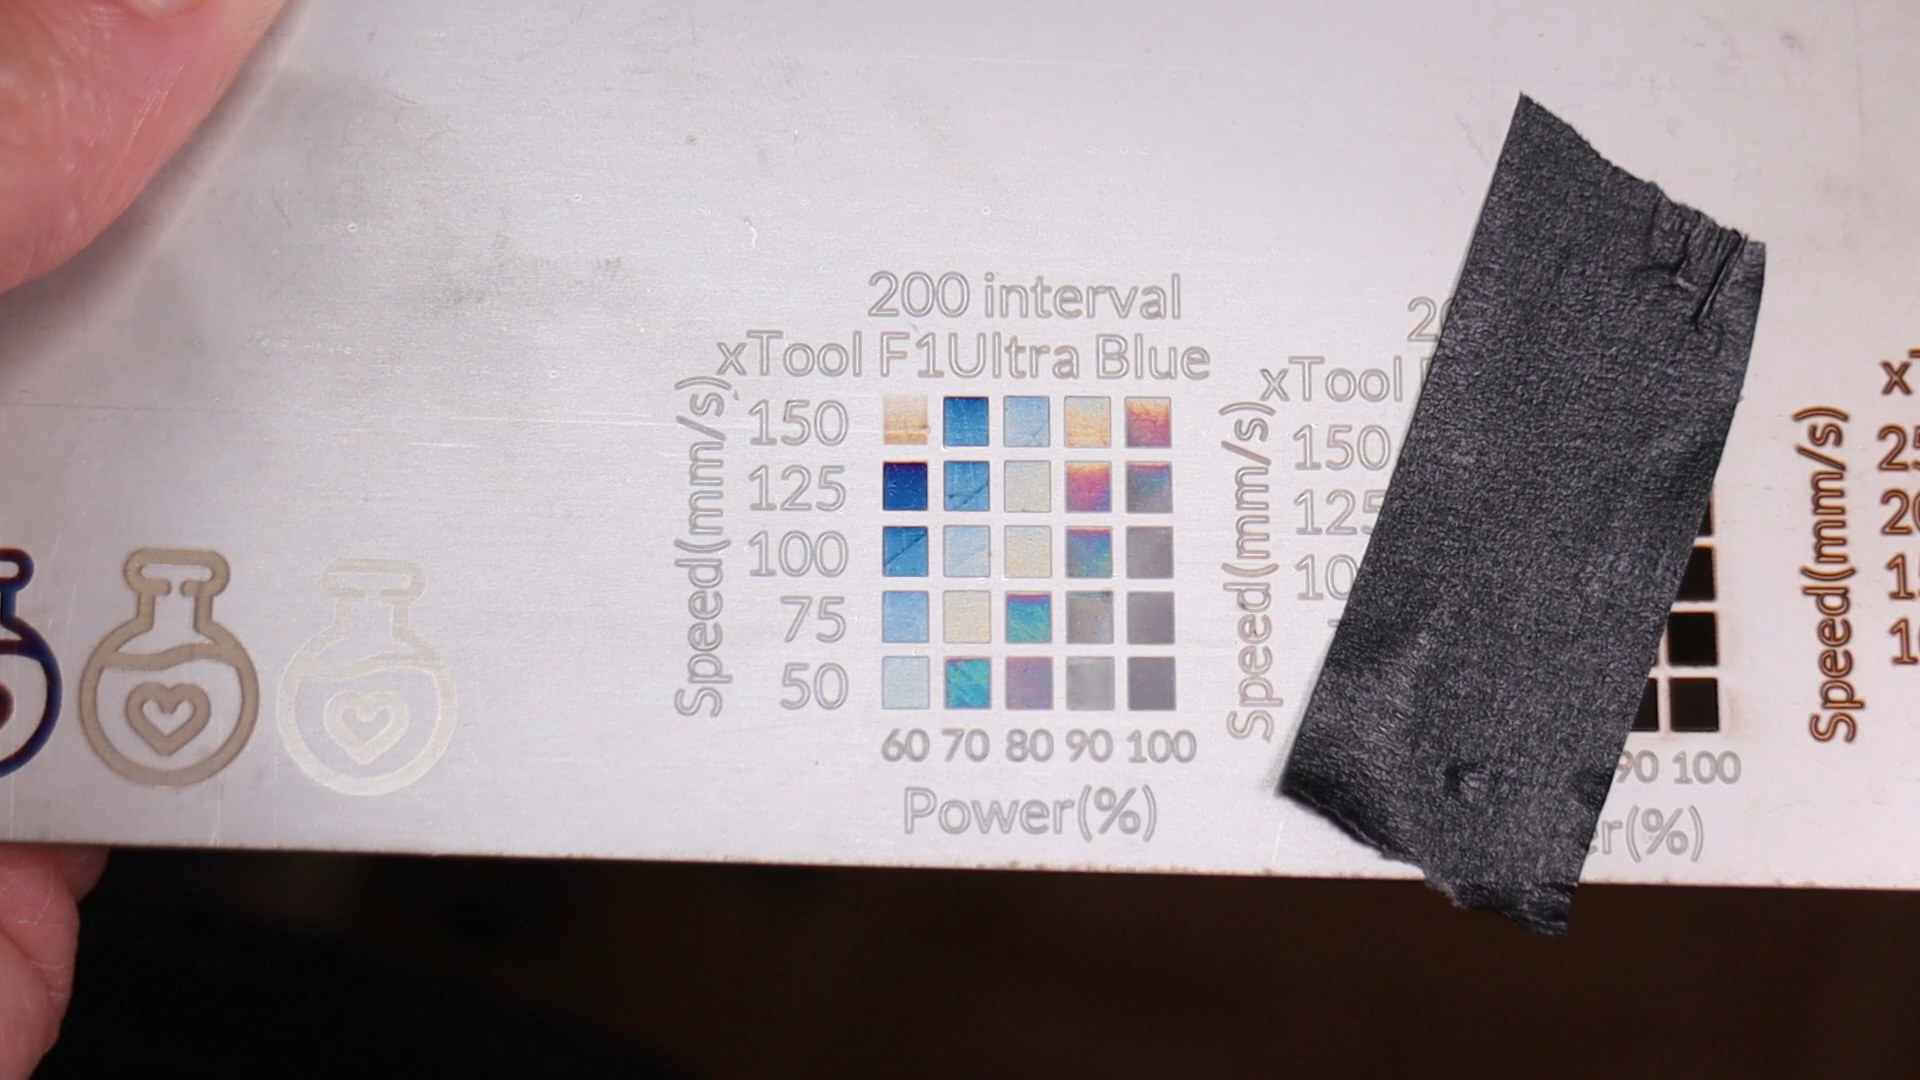 200 interval
xTool F1Ultra Blue
Speed(mm/s)
150
125
100
75
50
60 70 80 90 100
Power(%)
xTool
Speed(mm/s)
150
125
90 100
Speed(mm/s)